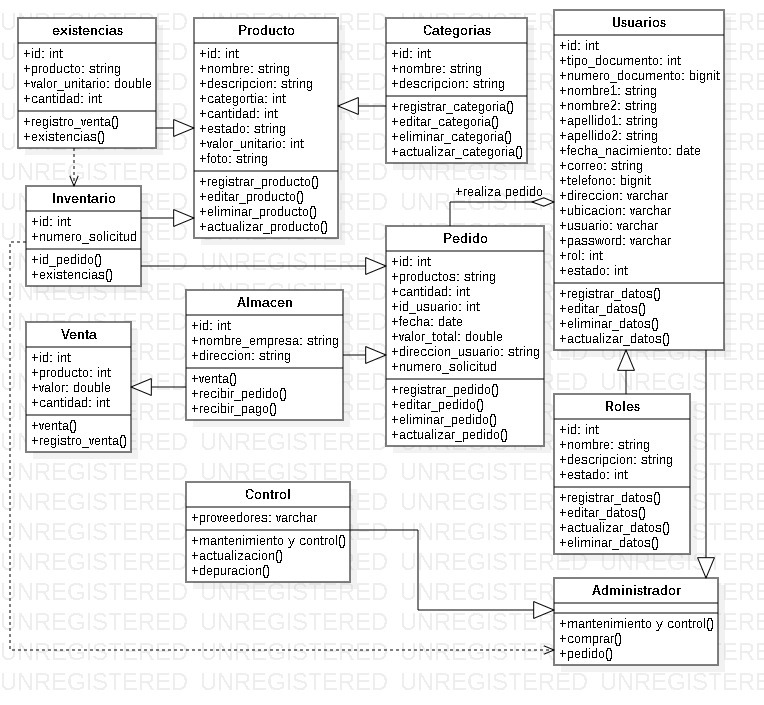 existencias
+id: int
+producto: string
+valor_unitario: double
+cantidad: int
+registro_venta()
+existencias()
Producto
+id: int
+nombre: string
+descripcion: string
+categortia: int
+cantidad: int
+estado: string
+valor_unitario: int
+foto: string
+registrar_producto()
+editar_producto()
+eliminar_producto()
+actualizar_producto()
Categorias
+id: int
+nombre: string
+descripcion: string
+registrar_categoria()
+editar_categoria()
+eliminar_categoria()
+actualizar_categoria()
Usuarios
+id: int
+tipo_documento: int
+numero_documento: bignit
+nombre1: string
+nombre2: string
+apellido1: string
+apellido2: string
+fecha_nacimiento: date
+correo: string
+telefono: bignit
+direccion: varchar
+ubicacion: varchar
+usuario: varchar
+password: varchar
+rol: int
+estado: int
+registrar_datos()
+editar_datos()
+eliminar_datos()
+actualizar_datos()
+realiza pedido
Inventario
+id: int
+numero_solicitud
+id_pedido()
+existencias()
Pedido
+id: int
+productos: string
+cantidad: int
+id_usuario: int
+fecha: date
+valor_total: double
+direccion_usuario: string
+numero_solicitud
+registrar_pedido()
+editar_pedido()
+eliminar_pedido()
+actualizar_pedido()
Almacen
+id: int
+nombre_empresa: string
+direccion: string
+venta()
+recibir_pedido()
+recibir_pago()
Venta
+id: int
+producto: int
+valor: double
+cantidad: int
+venta()
+registro_venta()
Roles
+id: int
+nombre: string
+descripcion: string
+estado: int
+registrar_datos()
+editar_datos()
+actualizar_datos()
+eliminar_datos()
Control
+proveedores: varchar
+mantenimiento y control()
+actualizacion()
+depuracion()
Administrador
+mantenimiento y control()
+comprar()
+pedido()
UNREGISTERED UNREGISTERED UNREGISTERED UNREGISTERED